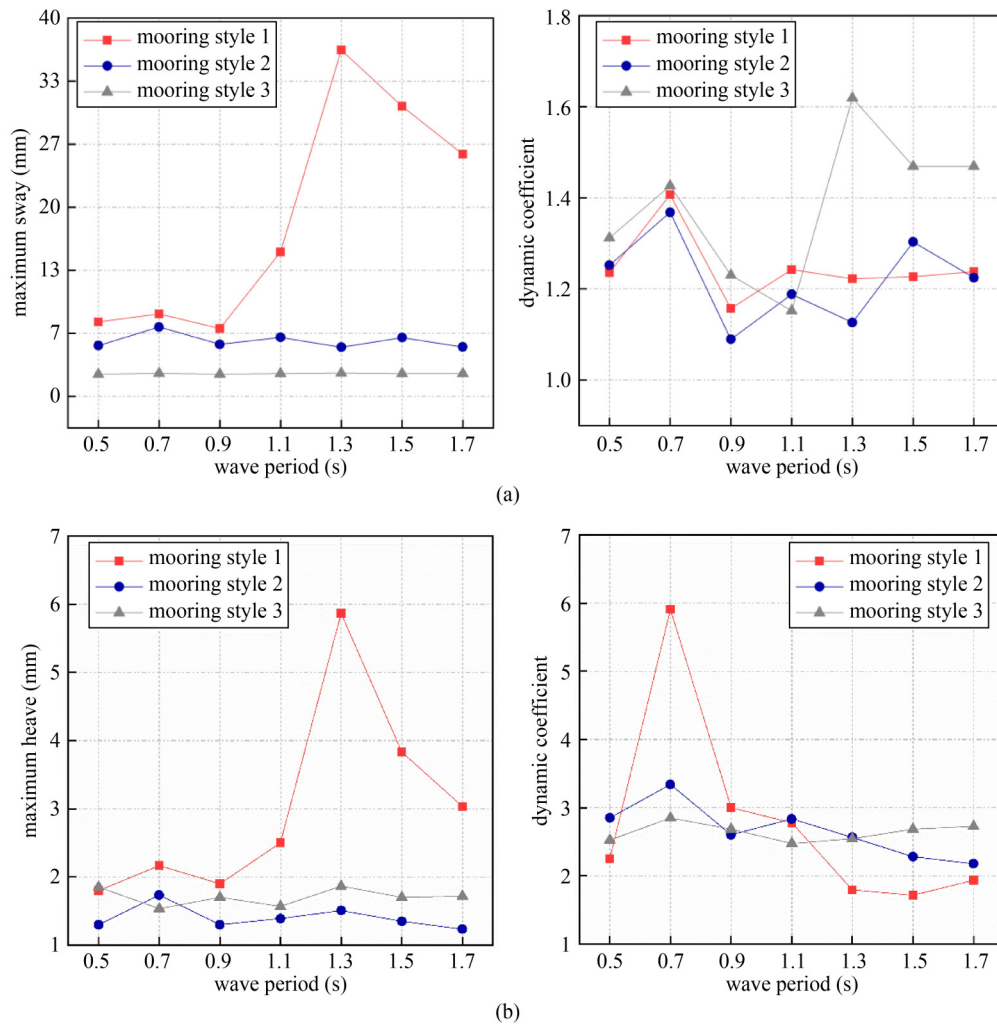 40
33
27
20
13
7
0
maximum sway (mm)
mooring style 1
mooring style 2
mooring style 3
0.5 0.7 0.9 1.1 1.3 1.5 1.7
wave period (s)
1.8
1.6
1.4
1.2
1.0
dynamic coefficient
mooring style 1
mooring style 2
mooring style 3
0.5 0.7 0.9 1.1 1.3 1.5 1.7
wave period (s)
(a)
7
6
5
4
3
2
1
maximum heave (mm)
mooring style 1
mooring style 2
mooring style 3
0.5 0.7 0.9 1.1 1.3 1.5 1.7
wave period (s)
7
6
5
4
3
2
1
dynamic coefficient
mooring style 1
mooring style 2
mooring style 3
0.5 0.7 0.9 1.1 1.3 1.5 1.7
wave period (s)
(b)